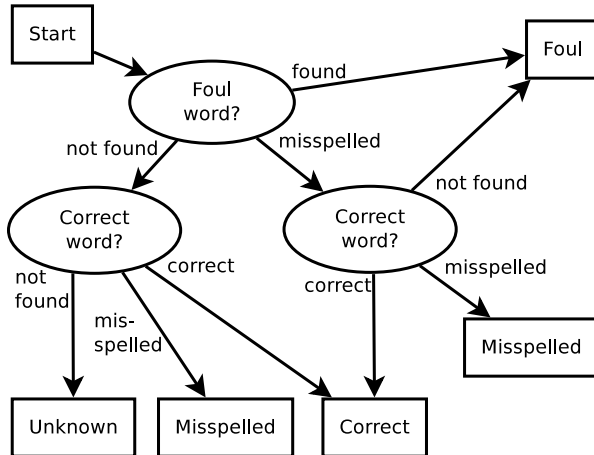 Start
Foul
found
Foul
word?
not found
misspelled
not found
Correct
word?
Correct
word?
not
found
correct
misspelled
correct
mis-
spelled
Misspelled
Unknown
Misspelled
Correct